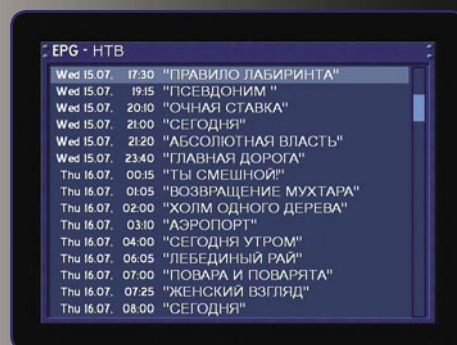 EPG - НТВ
Wed 15.07. 17:30 "ПРАВИЛО ЛАБИРИНТА"
Wed 15.07. 19:15 "ПСЕВДОНИМ "
Wed 15.07. 20:10 "ОЧНАЯ СТАВКА"
Wed 15.07. 21:00 "СЕГОДНЯ"
Wed 15.07. 21:20 "АБСОЛЮТНАЯ ВЛАСТЬ"
Wed 15.07. 23:40 "ГЛАВНАЯ ДОРОГА"
Thu 16.07. 00:15 "ТЫ СМЕШНОЙ!"
Thu 16.07. 01:05 "ВОЗВРАЩЕНИЕ МУХТАРА"
Thu 16.07. 02:00 "ХОЛМ ОДНОГО ДЕРЕВА"
Thu 16.07. 03:10 "АЭРОПОРТ"
Thu 16.07. 04:00 "СЕГОДНЯ УТРОМ"
Thu 16.07. 06:05 "ЛЕБЕДИНЫЙ РАЙ"
Thu 16.07. 07:00 "ПОВАРА И ПОВАРЯТА"
Thu 16.07. 07:25 "ЖЕНСКИЙ ВЗГЛЯД"
Thu 16.07. 08:00 "СЕГОДНЯ"